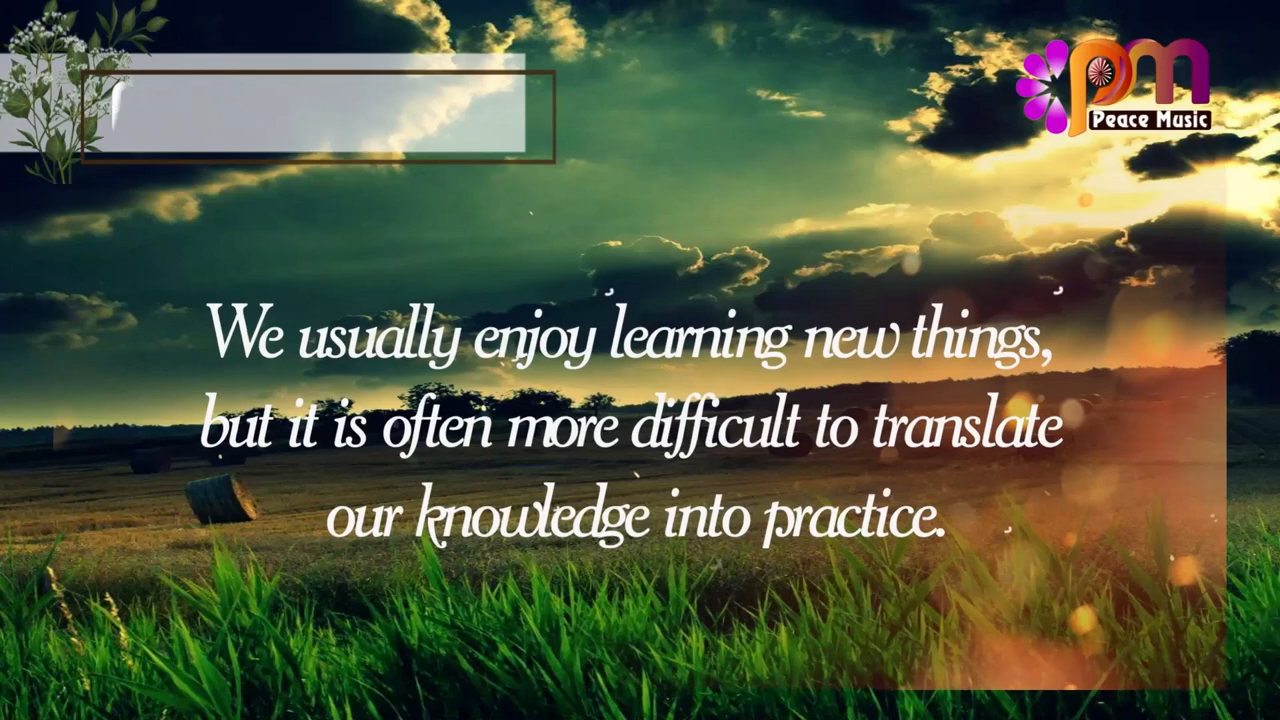 pm
Peace Music
We usually enjoy learning new things,
but it is often more difficult to translate
our knowledge into practice.